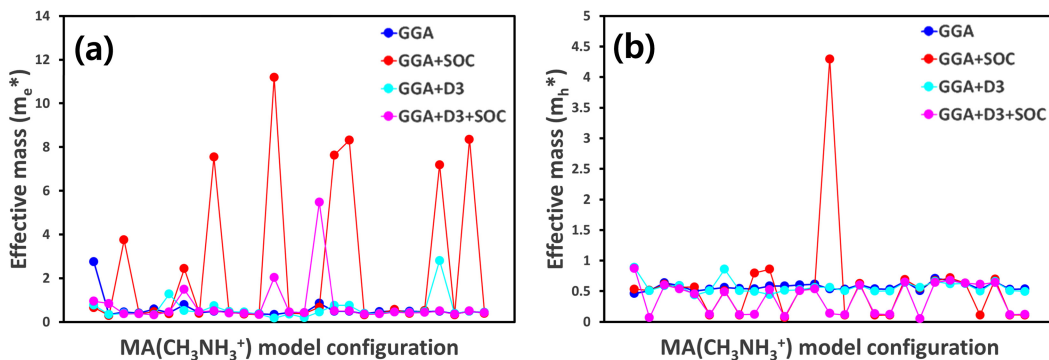 (a)
GGA
GGA+SOC
GGA+D3
GGA+D3+SOC
Effective mass (mₑ*)
14
12
10
8
6
4
2
0
MA(CH₃NH₃⁺) model configuration
(b)
GGA
GGA+SOC
GGA+D3
GGA+D3+SOC
Effective mass (mₕ*)
5
4.5
4
3.5
3
2.5
2
1.5
1
0.5
0
MA(CH₃NH₃⁺) model configuration